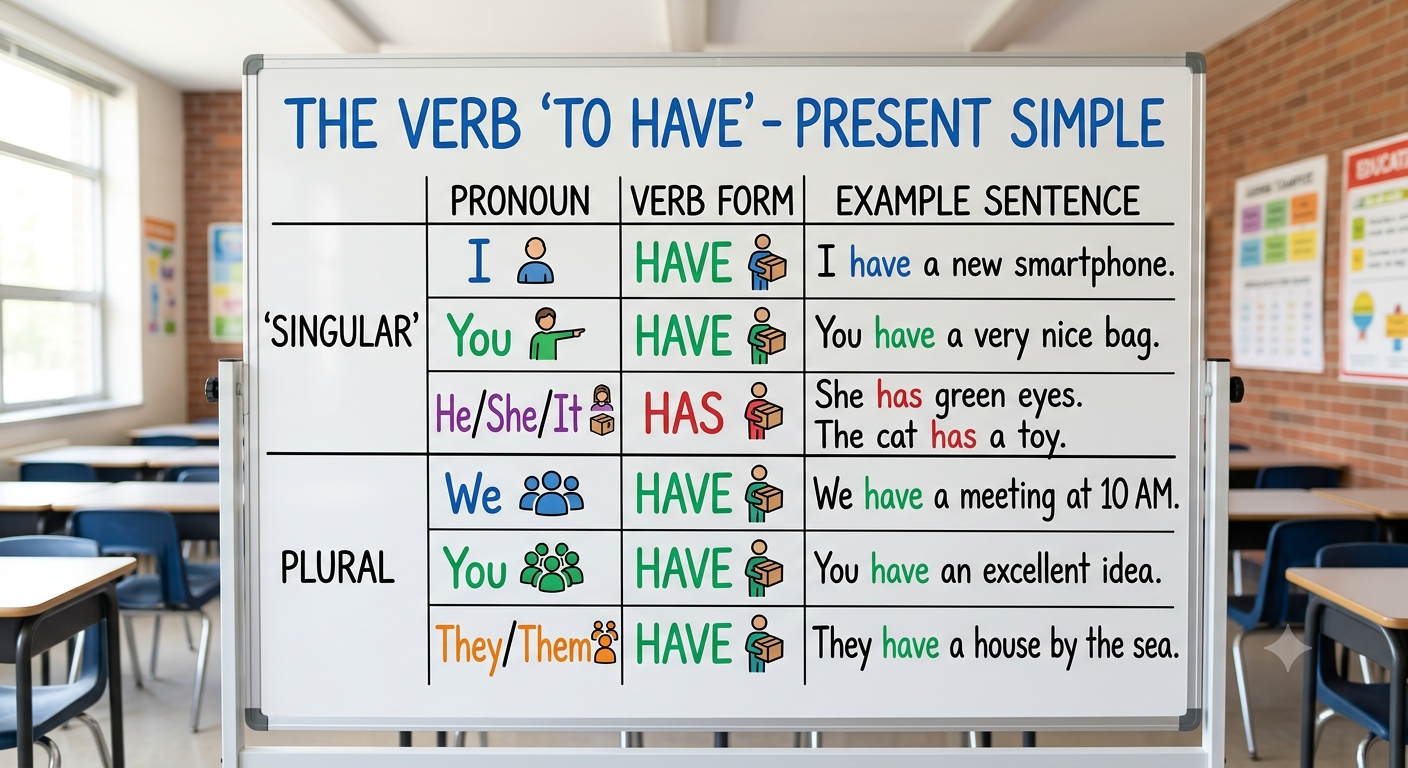 THE VERB 'TO HAVE' - PRESENT SIMPLE
PRONOUN VERB FORM EXAMPLE SENTENCE
'SINGULAR'
I HAVE I have a new smartphone.
You HAVE You have a very nice bag.
He/She/It HAS She has green eyes.
The cat has a toy.
PLURAL
We HAVE We have a meeting at 10 AM.
You HAVE You have an excellent idea.
They/Them HAVE They have a house by the sea.
EDUCATI